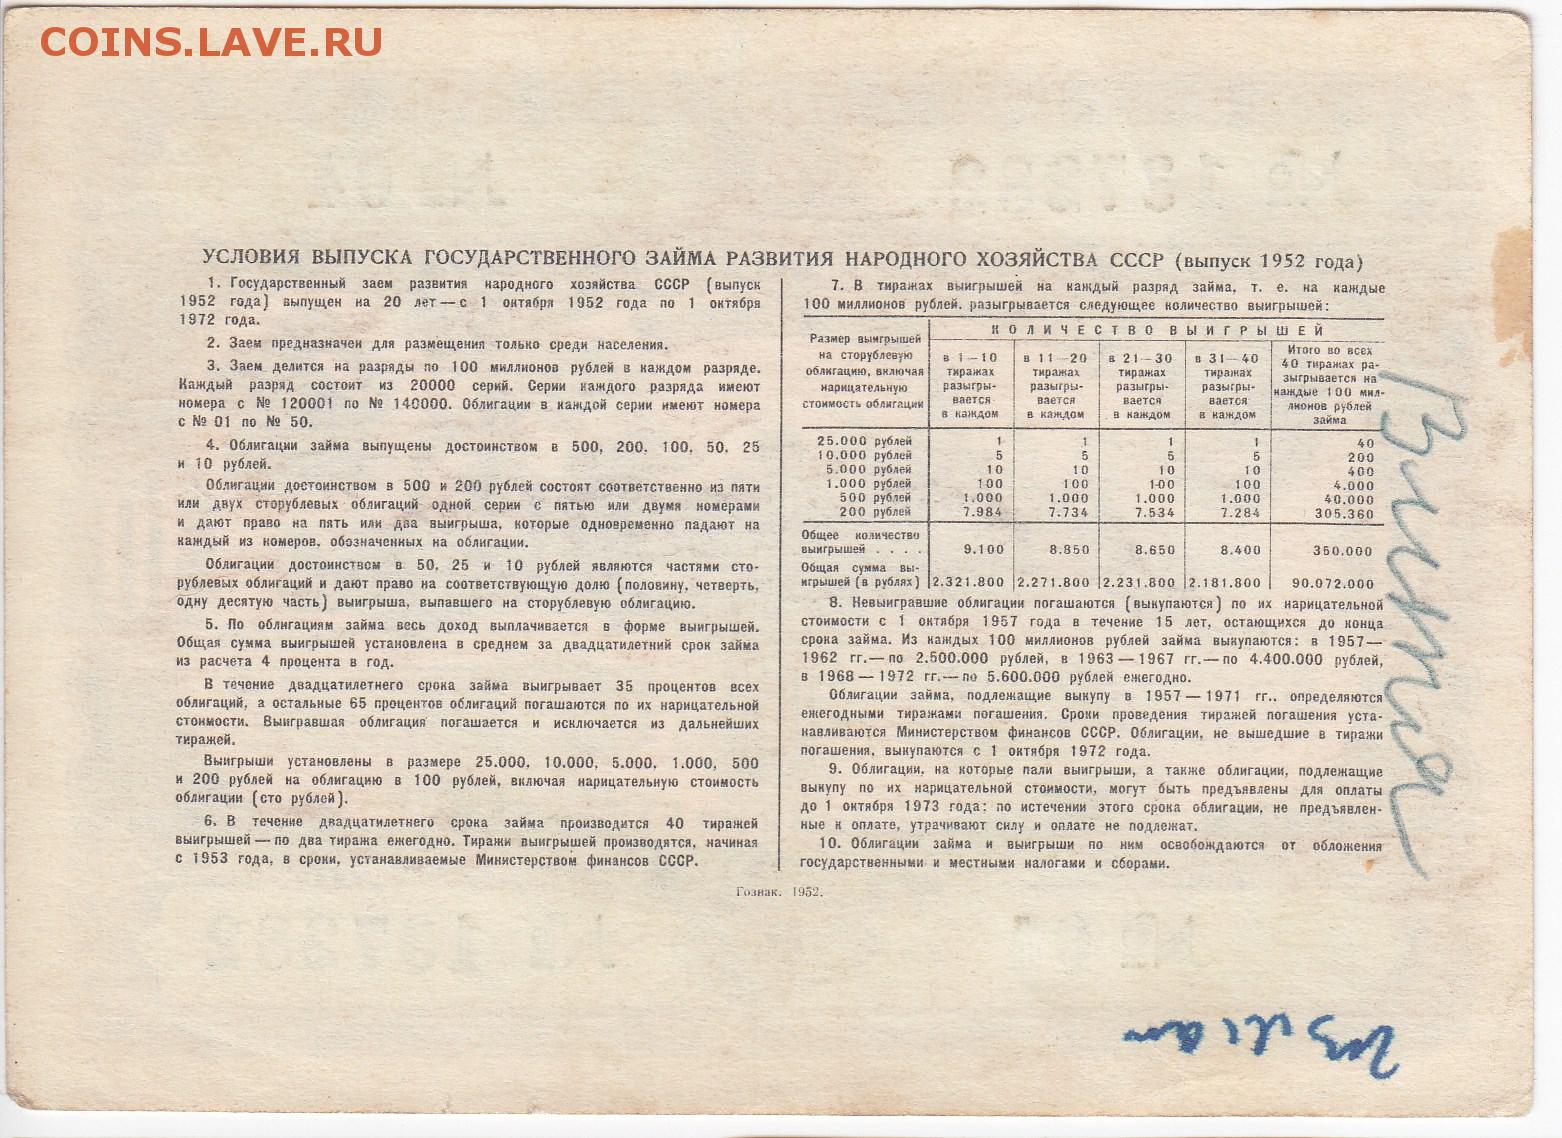 COINS.LAVE.RU
УСЛОВИЯ ВЫПУСКА ГОСУДАРСТВЕННОГО ЗАЙМА РАЗВИТИЯ НАРОДНОГО ХОЗЯЙСТВА СССР (выпуск 1952 года)
1. Государственный заем развития народного хозяйства СССР (выпуск
1952 года) выпущен на 20 лет — с 1 октября 1952 года по 1 октября
1972 года.
2. Заем предназначен для размещения только среди населения.
3. Заем делится на разряды по 100 миллионов рублей в каждом разряде.
Каждый разряд состоит из 20000 серий. Серии каждого разряда имеют
номера с № 120001 по № 140000. Облигации в каждой серии имеют номера
с № 01 по № 50.
4. Облигации займа выпущены достоинством в 500, 200, 100, 50, 25
и 10 рублей.
Облигации достоинством в 500 и 200 рублей состоят соответственно из пяти
или двух сторублевых облигаций одной серии с пятью или двумя номерами
и дают право на пять или два выигрыша, которые одновременно падают на
каждый из номеров, обозначенных на облигации.
Облигации достоинством в 50, 25 и 10 рублей являются частями сто-
рублевых облигаций и дают право на соответствующую долю (половину, четверть,
одну десятую часть) выигрыша, выпавшего на сторублевую облигацию.
5. По облигациям займа весь доход выплачивается в форме выигрышей.
Общая сумма выигрышей установлена в среднем за двадцатилетний срок займа
из расчета 4 процента в год.
В течение двадцатилетнего срока займа выигрывает 35 процентов всех
облигаций, а остальные 65 процентов облигаций погашаются по их нарицательной
стоимости. Выигравшая облигация погашается и исключается из дальнейших
тиражей.
Выигрыши установлены в размере 25.000, 10.000, 5.000, 1.000, 500
и 200 рублей на облигацию в 100 рублей, включая нарицательную стоимость
облигации (сто рублей).
6. В течение двадцатилетнего срока займа производится 40 тиражей
выигрышей — по два тиража ежегодно. Тиражи выигрышей производятся, начиная
с 1953 года, в сроки, устанавливаемые Министерством финансов СССР.
7. В тиражах выигрышей на каждый разряд займа, т. е. на каждые
100 миллионов рублей, разыгрывается следующее количество выигрышей:
Размер выигрышей
на сторублевую
облигацию, включая
нарицательную
стоимость облигации
КОЛИЧЕСТВО ВЫИГРЫШЕЙ
в 1—10
тиражах
разыгры-
вается
в каждом
в 11—20
тиражах
разыгры-
вается
в каждом
в 21—30
тиражах
разыгры-
вается
в каждом
в 31—40
тиражах
разыгры-
вается
в каждом
Итого во всех
40 тиражах ра-
зыгрывается на
каждые 100 мил-
лионов рублей
займа
25.000 рублей 1 1 1 1 40
10.000 рублей 5 5 5 5 200
5.000 рублей 10 10 10 10 400
1.000 рублей 100 100 100 100 4.000
500 рублей 1.000 1.000 1.000 1.000 40.000
200 рублей 7.984 7.734 7.534 7.284 305.360
Общее количество
выигрышей . . . . 9.100 8.850 8.650 8.400 350.000
Общая сумма вы-
игрышей (в рублях) 2.321.800 2.271.800 2.231.800 2.181.800 90.072.000
8. Невыигравшие облигации погашаются (выкупаются) по их нарицательной
стоимости с 1 октября 1957 года в течение 15 лет, остающихся до конца
срока займа. Из каждых 100 миллионов рублей займа выкупаются: в 1957—
1962 гг.— по 2.500.000 рублей, в 1963 — 1967 гг.— по 4.400.000 рублей,
в 1968 — 1972 гг.— по 5.600.000 рублей ежегодно.
Облигации займа, подлежащие выкупу в 1957 — 1971 гг., определяются
ежегодными тиражами погашения. Сроки проведения тиражей погашения уста-
навливаются Министерством финансов СССР. Облигации, не вышедшие в тиражи
погашения, выкупаются с 1 октября 1972 года.
9. Облигации, на которые пали выигрыши, а также облигации, подлежащие
выкупу по их нарицательной стоимости, могут быть предъявлены для оплаты
до 1 октября 1973 года: по истечении этого срока облигации, не предъявлен-
ные к оплате, утрачивают силу и оплате не подлежат.
10. Облигации займа и выигрыши по ним освобождаются от обложения
государственными и местными налогами и сборами.
Гознак. 1952.